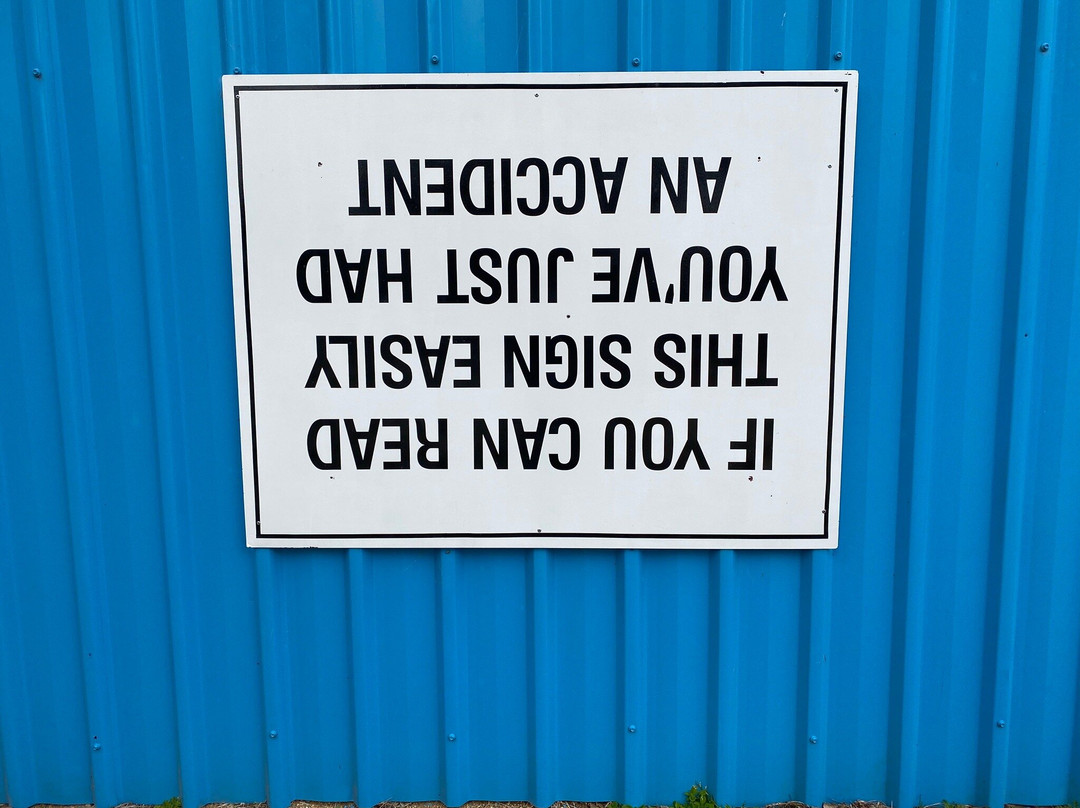 IF YOU CAN READ
THIS SIGN EASILY
YOU'VE JUST HAD
AN ACCIDENT